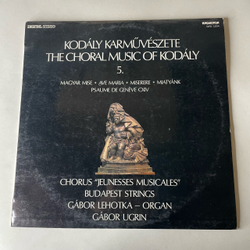 KODÁLY KARMŰVÉSZETE
THE CHORAL MUSIC OF KODÁLY
5.
MAGYAR MISE • AVE MARIA • MISERERE • MIATYÁNK
PSAUME DE GENÈVE CXIV
CHORUS "JEUNESSES MUSICALES"
BUDAPEST STRINGS
GÁBOR LEHOTKA – ORGAN
GÁBOR UGRIN